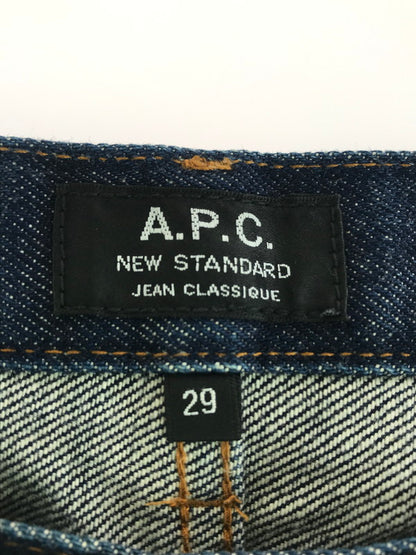 A.P.C.
NEW STANDARD
JEAN CLASSIQUE
29